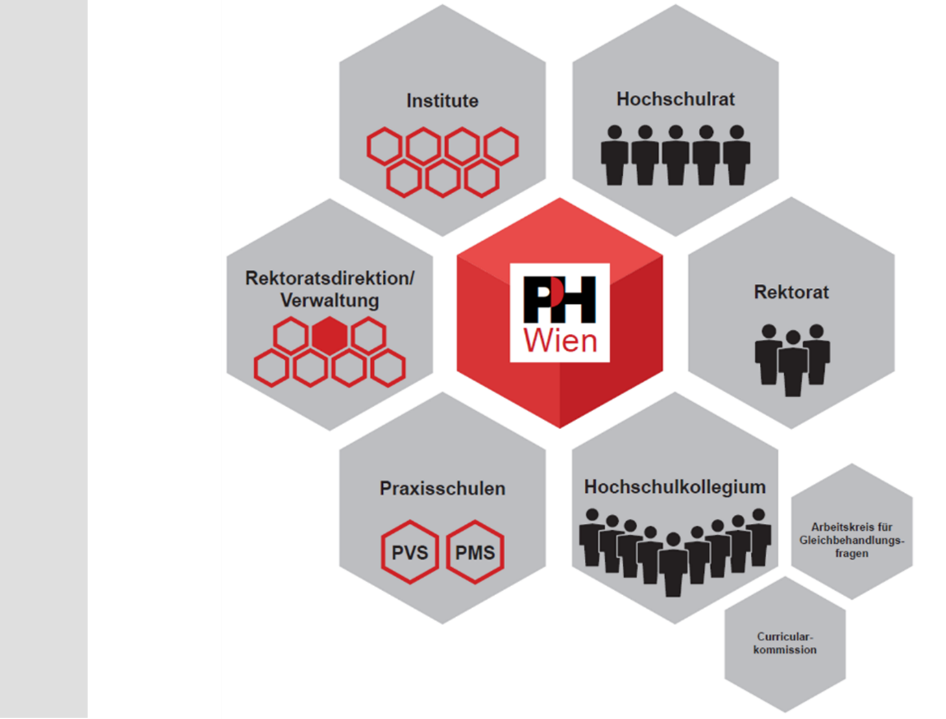 Institute
Hochschulrat
Rektoratsdirektion/
Verwaltung
PH
Wien
Rektorat
Praxisschulen
PVS
PMS
Hochschulkollegium
Arbeitskreis für
Gleichbehandlungs-
fragen
Curricular-
kommission